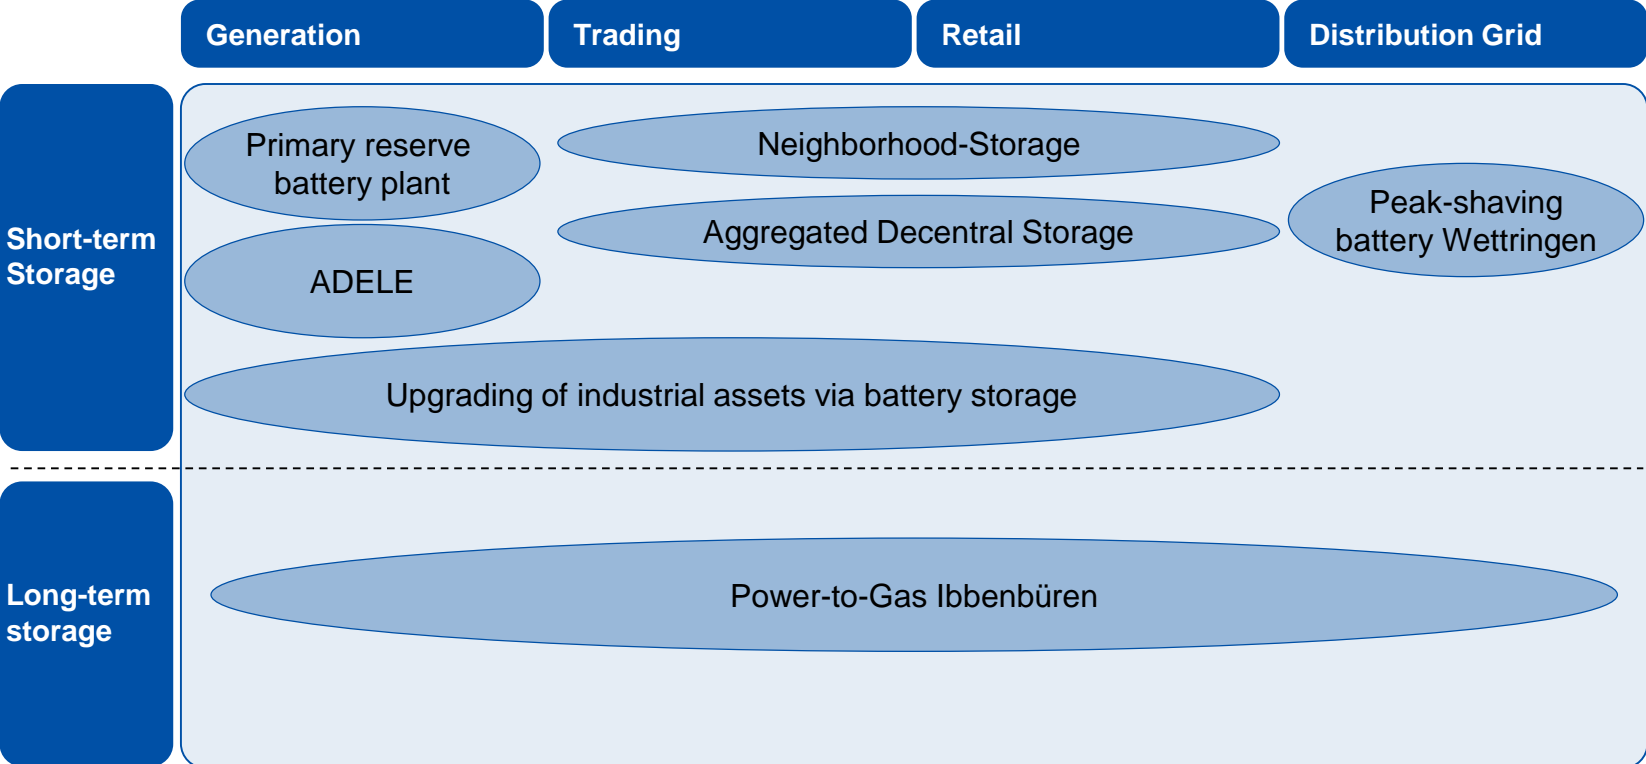 Generation
Trading
Retail
Distribution Grid
Short-term
Storage
Primary reserve
battery plant
Neighborhood-Storage
Aggregated Decentral Storage
Peak-shaving
battery Wettringen
ADELE
Upgrading of industrial assets via battery storage
Long-term
storage
Power-to-Gas Ibbenbüren